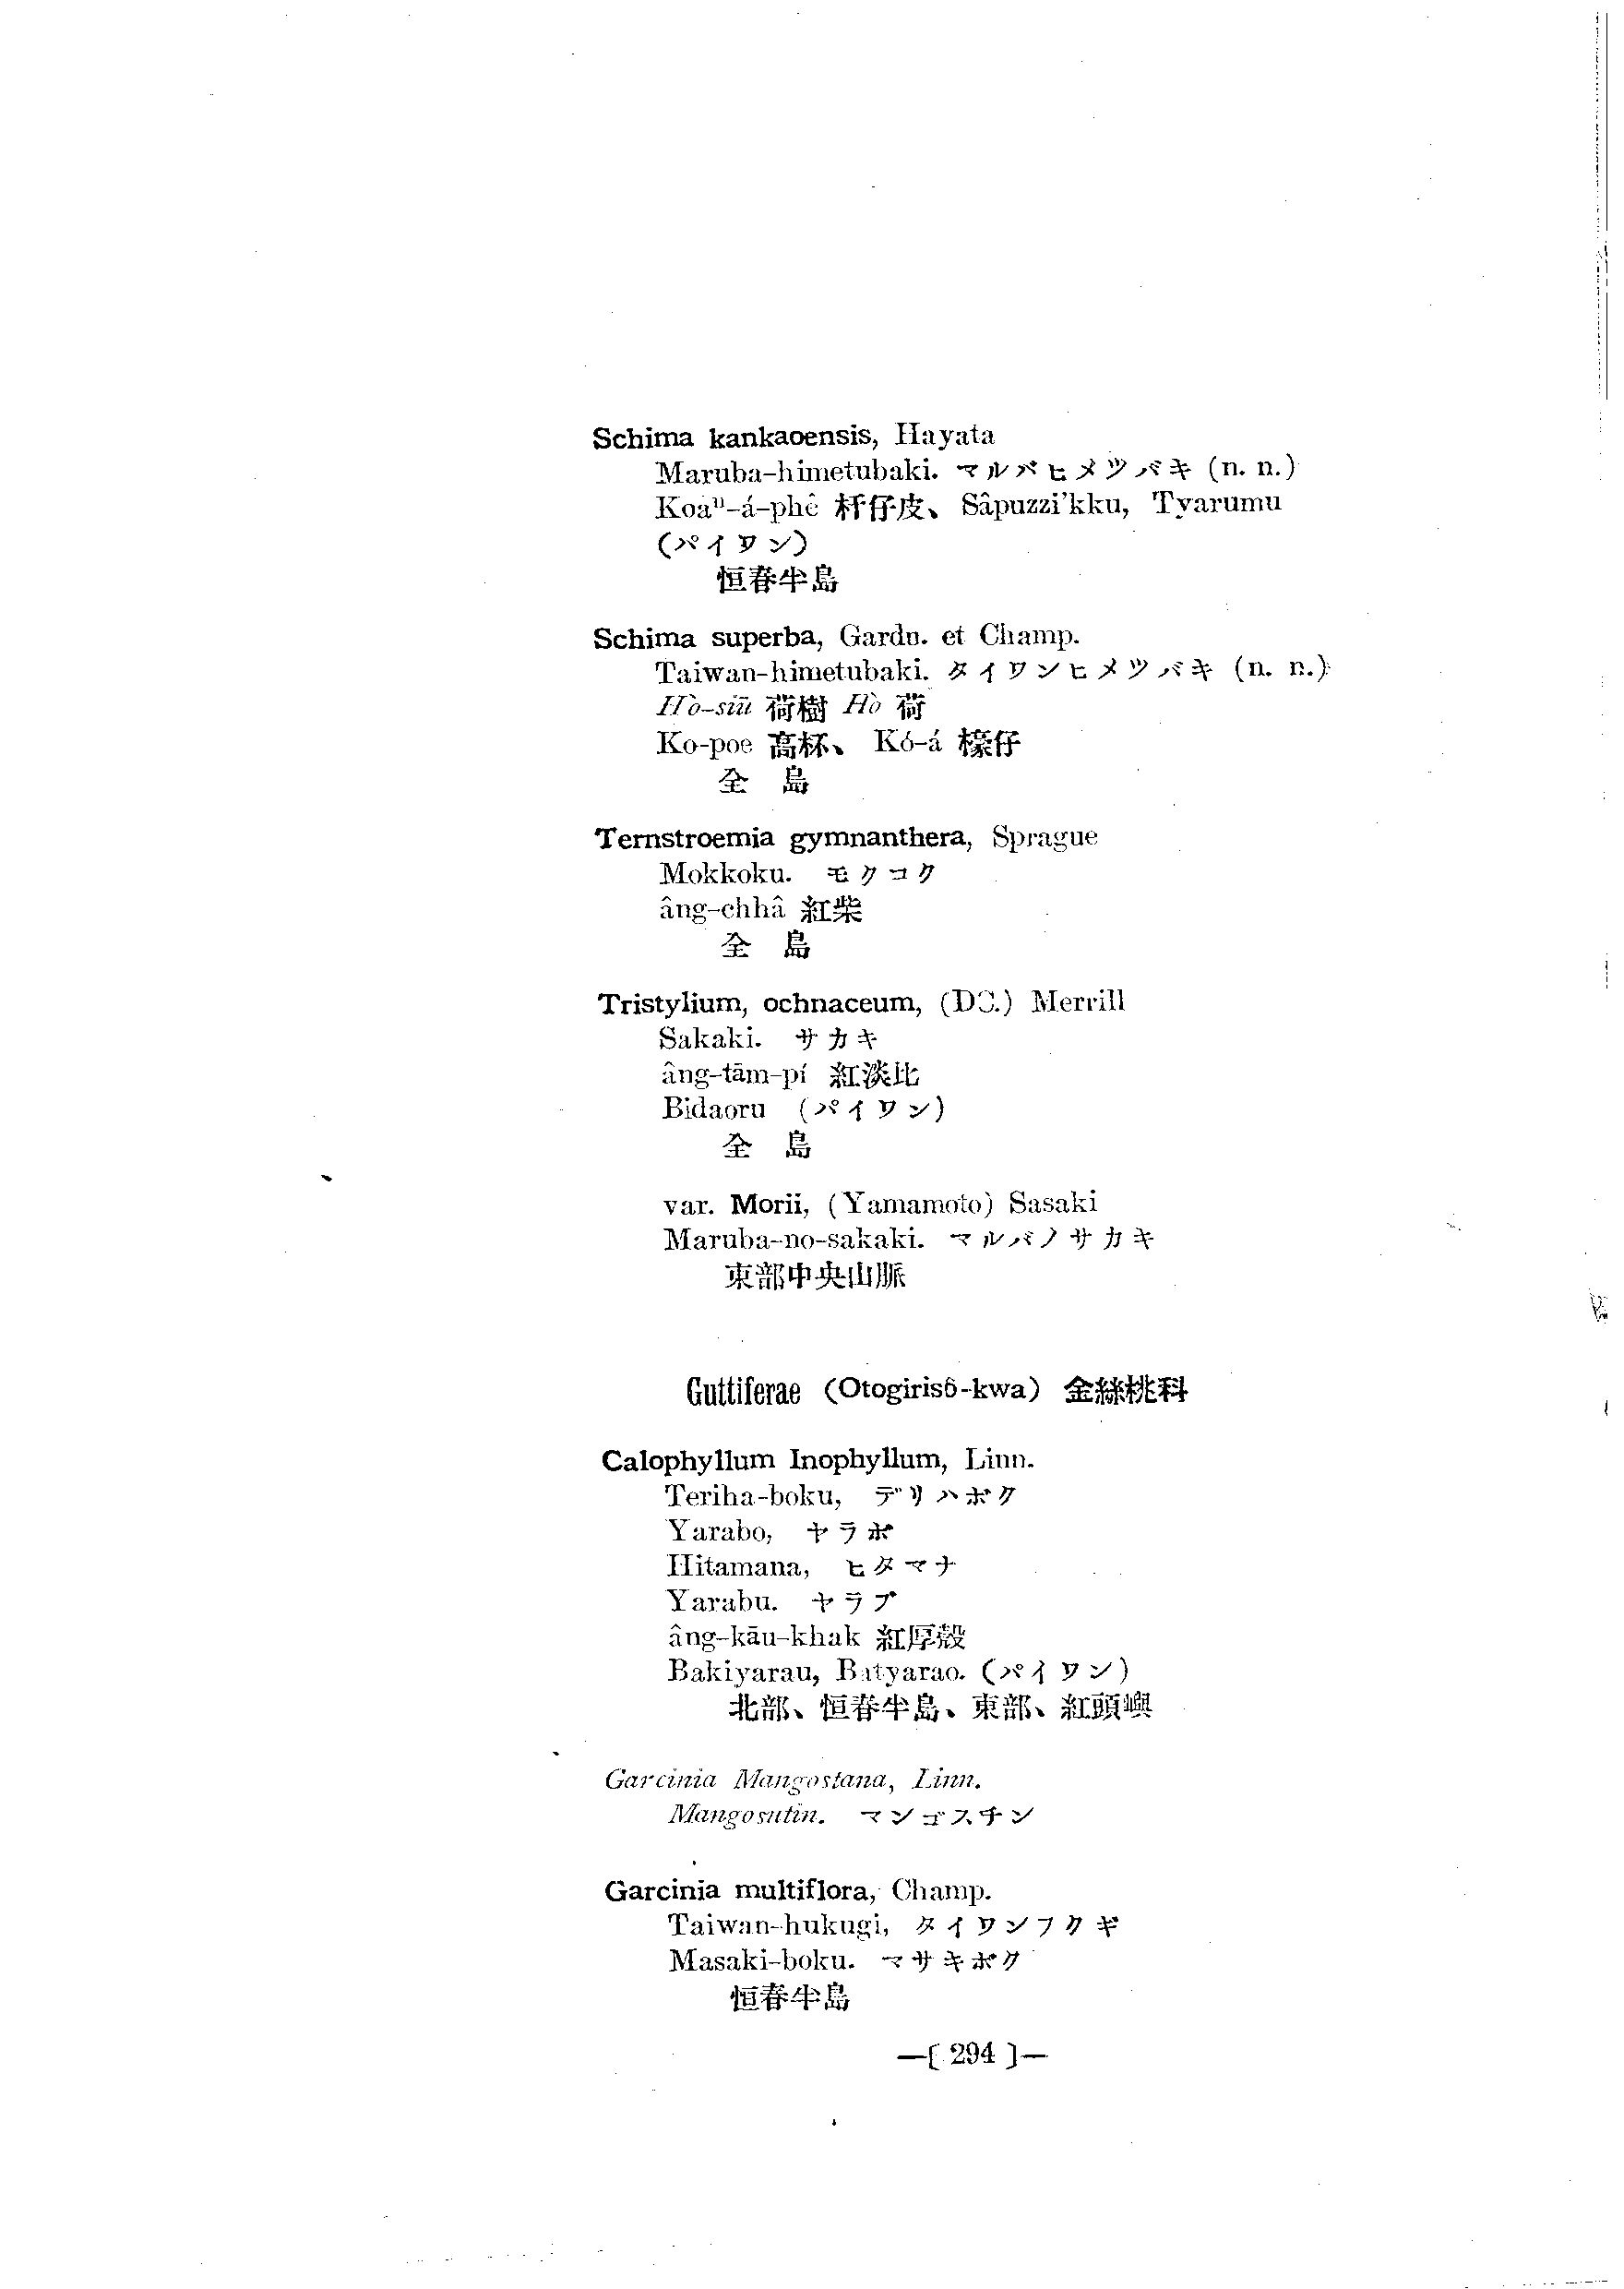 Schima kankaoensis, Hayata
Maruba-himetubaki. マルバヒメツバキ (n. n.)
Koaⁿ-á-phê 杆仔皮、 Sâpuzzi'kku, Tyarumu
(パイワン)
恒春半島
Schima superba, Gardn. et Champ.
Taiwan-himetubaki. タイワンヒメツバキ (n. n.)
Hò-siū 荷樹 Hò 荷
Ko-poe 高杯、 Kó-á 檺仔
全 島
Ternstroemia gymnanthera, Sprague
Mokkoku. モクコク
âng-chhâ 紅柴
全 島
Tristylium, ochnaceum, (DC.) Merrill
Sakaki. サカキ
âng-tām-pí 紅淡比
Bidaoru (パイワン)
全 島
var. Morii, (Yamamoto) Sasaki
Maruba-no-sakaki. マルバノサカキ
東部中央山脈
Guttiferae (Otogirisô-kwa) 金絲桃科
Calophyllum Inophyllum, Linn.
Teriha-boku, テリハボク
Yarabo, ヤラボ
Hitamana, ヒタマナ
Yarabu. ヤラブ
âng-kāu-khak 紅厚殼
Bakiyarau, Batyarao. (パイワン)
北部、恒春半島、東部、紅頭嶼
Garcinia Mangostana, Linn.
Mangosutin. マンゴスチン
Garcinia multiflora, Champ.
Taiwan-hukugi, タイワンフクギ
Masaki-boku. マサキボク
恒春半島
—[ 294 ]—